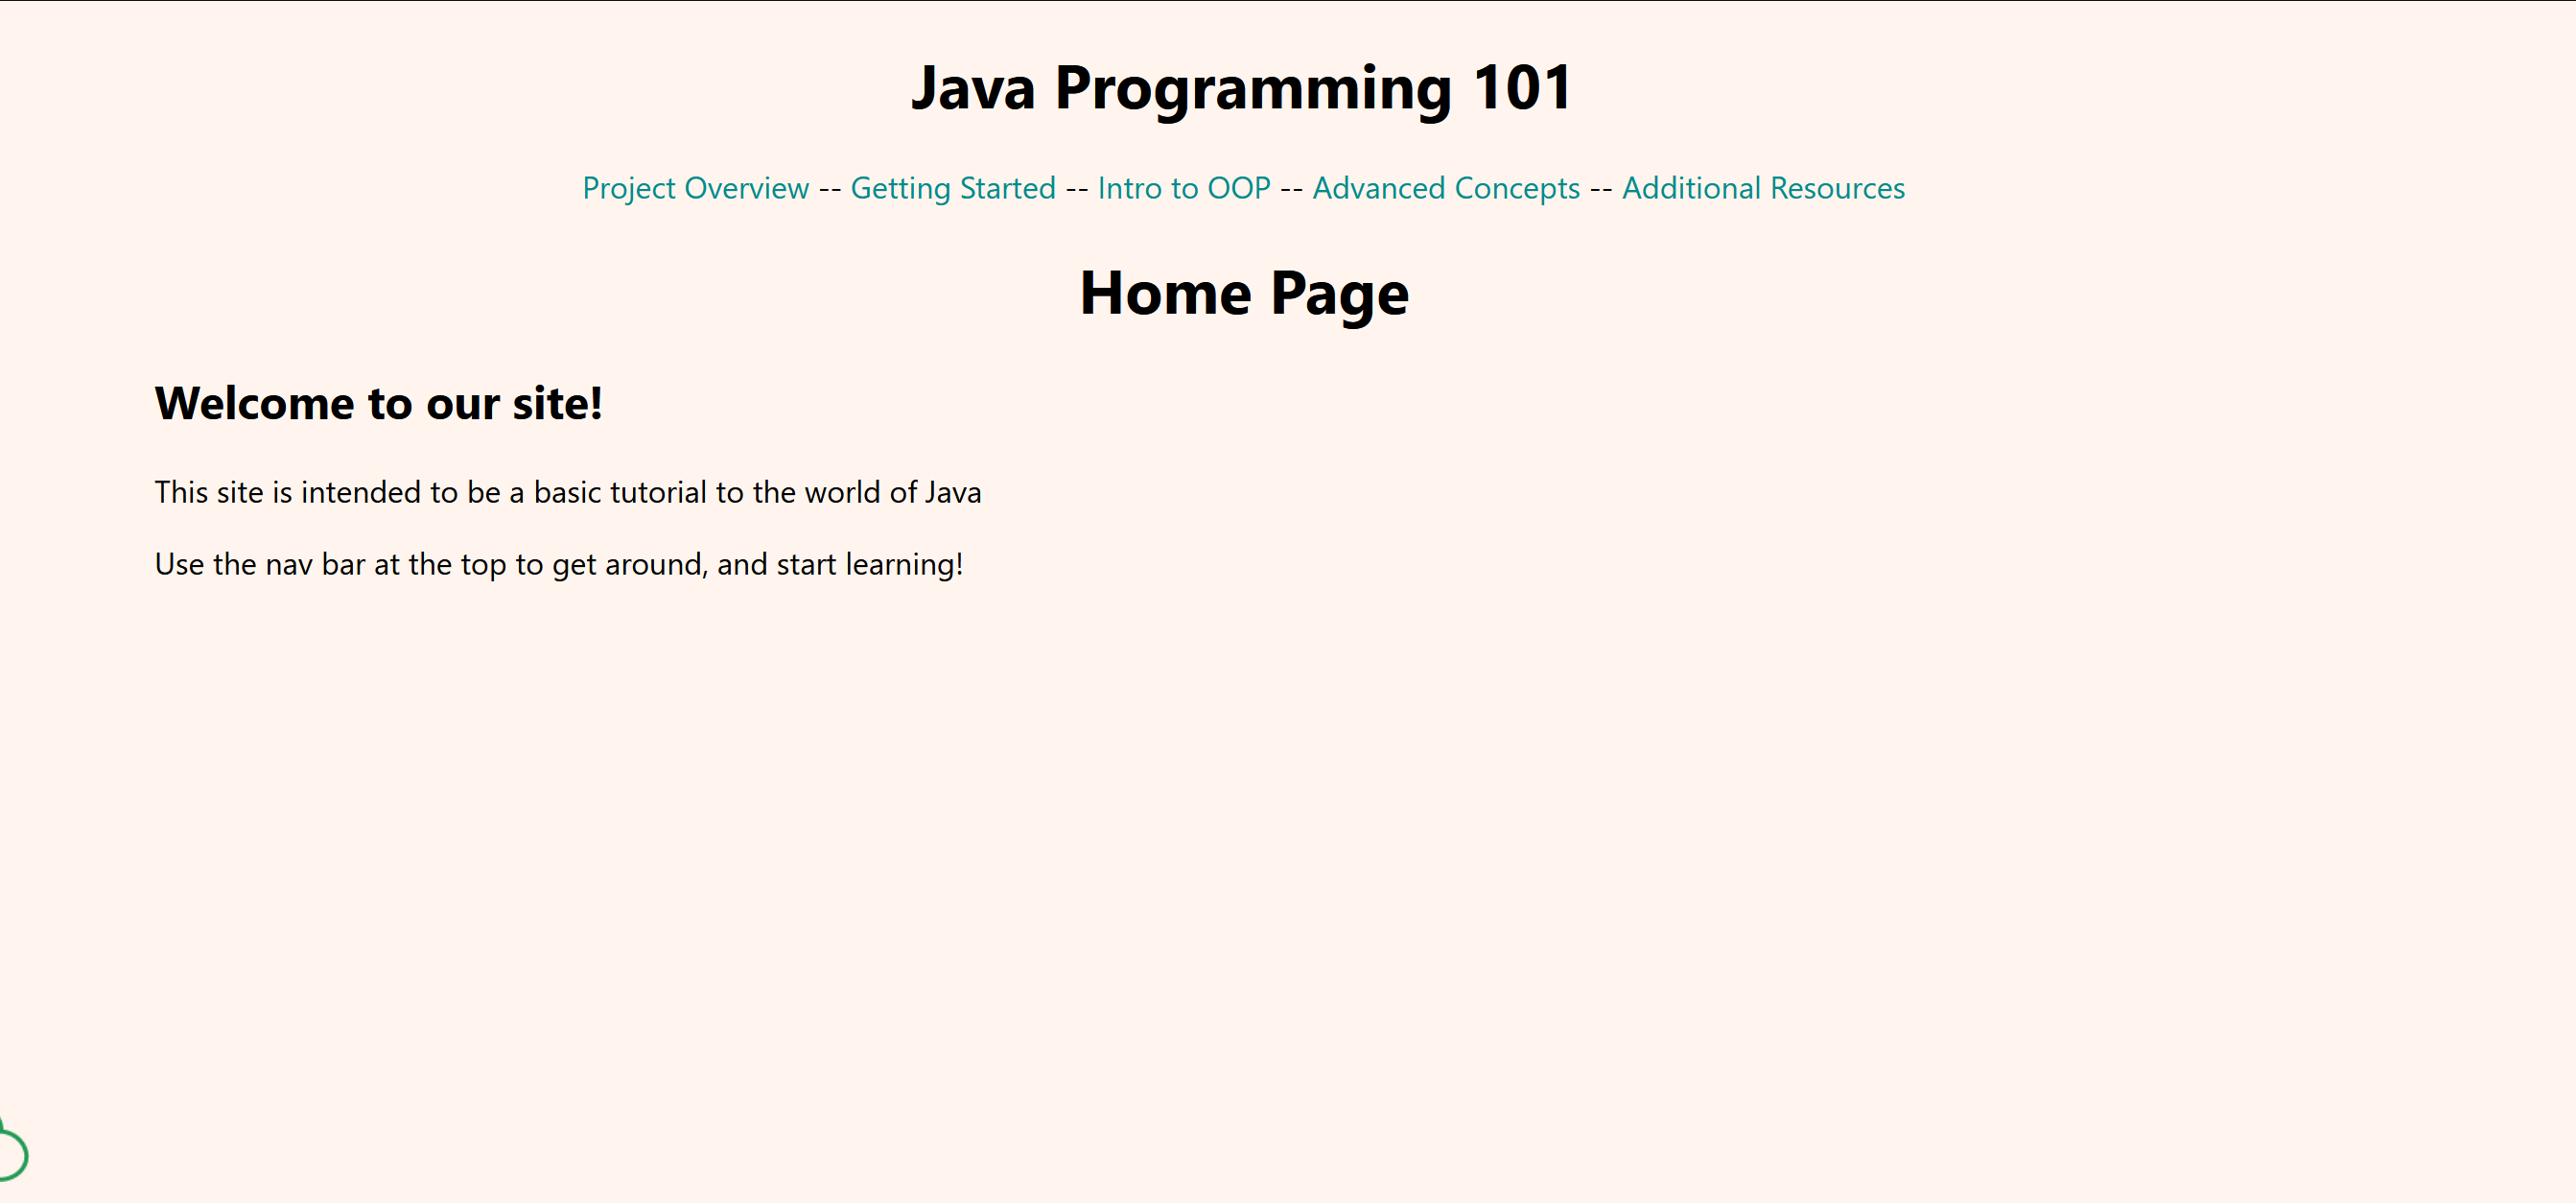 Java Programming 101
Project Overview -- Getting Started -- Intro to OOP -- Advanced Concepts -- Additional Resources
Home Page
Welcome to our site!
This site is intended to be a basic tutorial to the world of Java
Use the nav bar at the top to get around, and start learning!